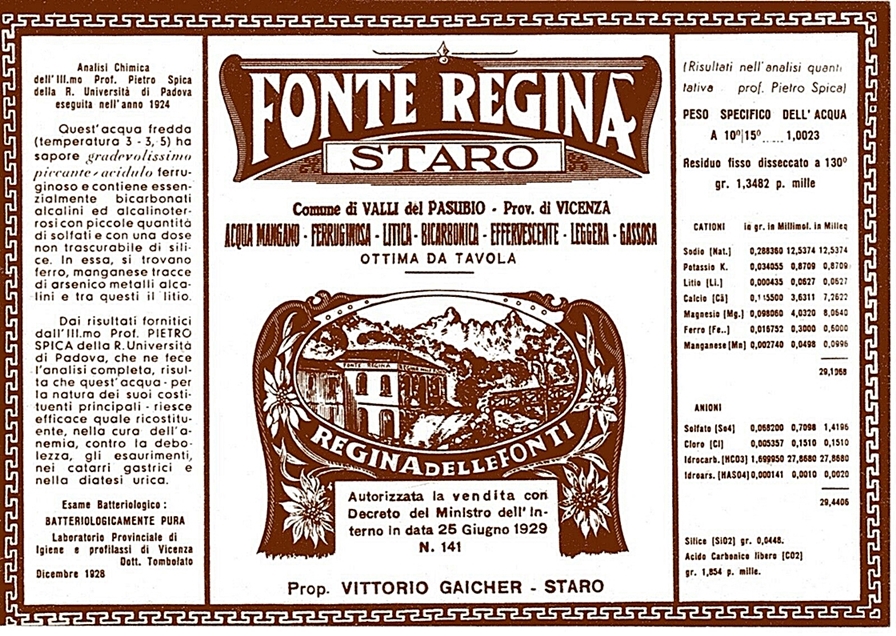 Analisi Chimica
dell'Ill.mo Prof. Pietro Spica
della R. Università di Padova
eseguita nell'anno 1924
Quest'acqua fredda
(temperatura 3 - 3, 5) ha
sapore gradevolissimo
piccante-acidulo ferru-
ginoso e contiene essen-
zialmente bicarbonati
alcalini ed alcalinoter-
rosi con piccole quantità
di solfati e con una dose
non trascurabile di sili-
ce. In essa, si trovano
ferro, manganese tracce
di arsenico metalli alca-
lini e tra questi il litio.
Dai risultati fornitici
dall'Ill.mo Prof. PIETRO
SPICA della R. Università
di Padova, che ne fece
l'analisi completa, risul-
ta che quest'acqua - per
la natura dei suoi costi-
tuenti principali - riesce
efficace quale ricostitu-
ente, nella cura dell'a-
nemia, contro la debo-
lezza, gli esaurimenti,
nei catarri gastrici e
nella diatesi urica.
Esame Batteriologico :
BATTERIOLOGICAMENTE PURA
Laboratorio Provinciale di
Igiene e profilassi di Vicenza
Dott. Tombolato
Dicembre 1928
FONTE REGINA
STARO
Comune di VALLI del PASUBIO - Prov. di VICENZA
ACQUA MANGANO - FERRUGINOSA - LITICA - BICARBONICA - EFFERVESCENTE - LEGGERA - GASSOSA
OTTIMA DA TAVOLA
FONTE REGINA
REGINA DELLE FONTI
Autorizzata la vendita con
Decreto del Ministro dell'In-
terno in data 25 Giugno 1929
N. 141
Prop. VITTORIO GAICHER - STARO
(Risultati nell'analisi quanti
tativa prof. Pietro Spica)
PESO SPECIFICO DELL'ACQUA
A 10º|15º ..... 1,0023
Residuo fisso disseccato a 130º
gr. 1,3482 p. mille
CATIONI in gr. in Millimol. in Milleq
Sodio [Nat.] 0,288360 12,5374 12,5374
Potassio K. 0,034055 0,8709 0,8709
Litio [Li.] 0,000435 0,0627 0,0627
Calcio [Cä] 0,145500 3,6311 7,2622
Magnesio [Mg.] 0,098060 4,0320 8,0640
Ferro [Fe..] 0,016752 0,3000 0,6000
Manganese [Mn] 0,002740 0,0498 0,0996
29,1068
ANIONI
Solfato [So4] 0,068200 0,7098 1,4196
Cloro [Cl] 0,005357 0,1510 0,1510
Idrocarb. [HCO3] 1,699950 27,8680 27,8680
Idroars. [HASO4] 0,000141 0,0010 0,0020
29,4406
Silice [SiO2] gr. 0,0448.
Acido Carbonico libero [CO2]
gr. 1,854 p. mille.